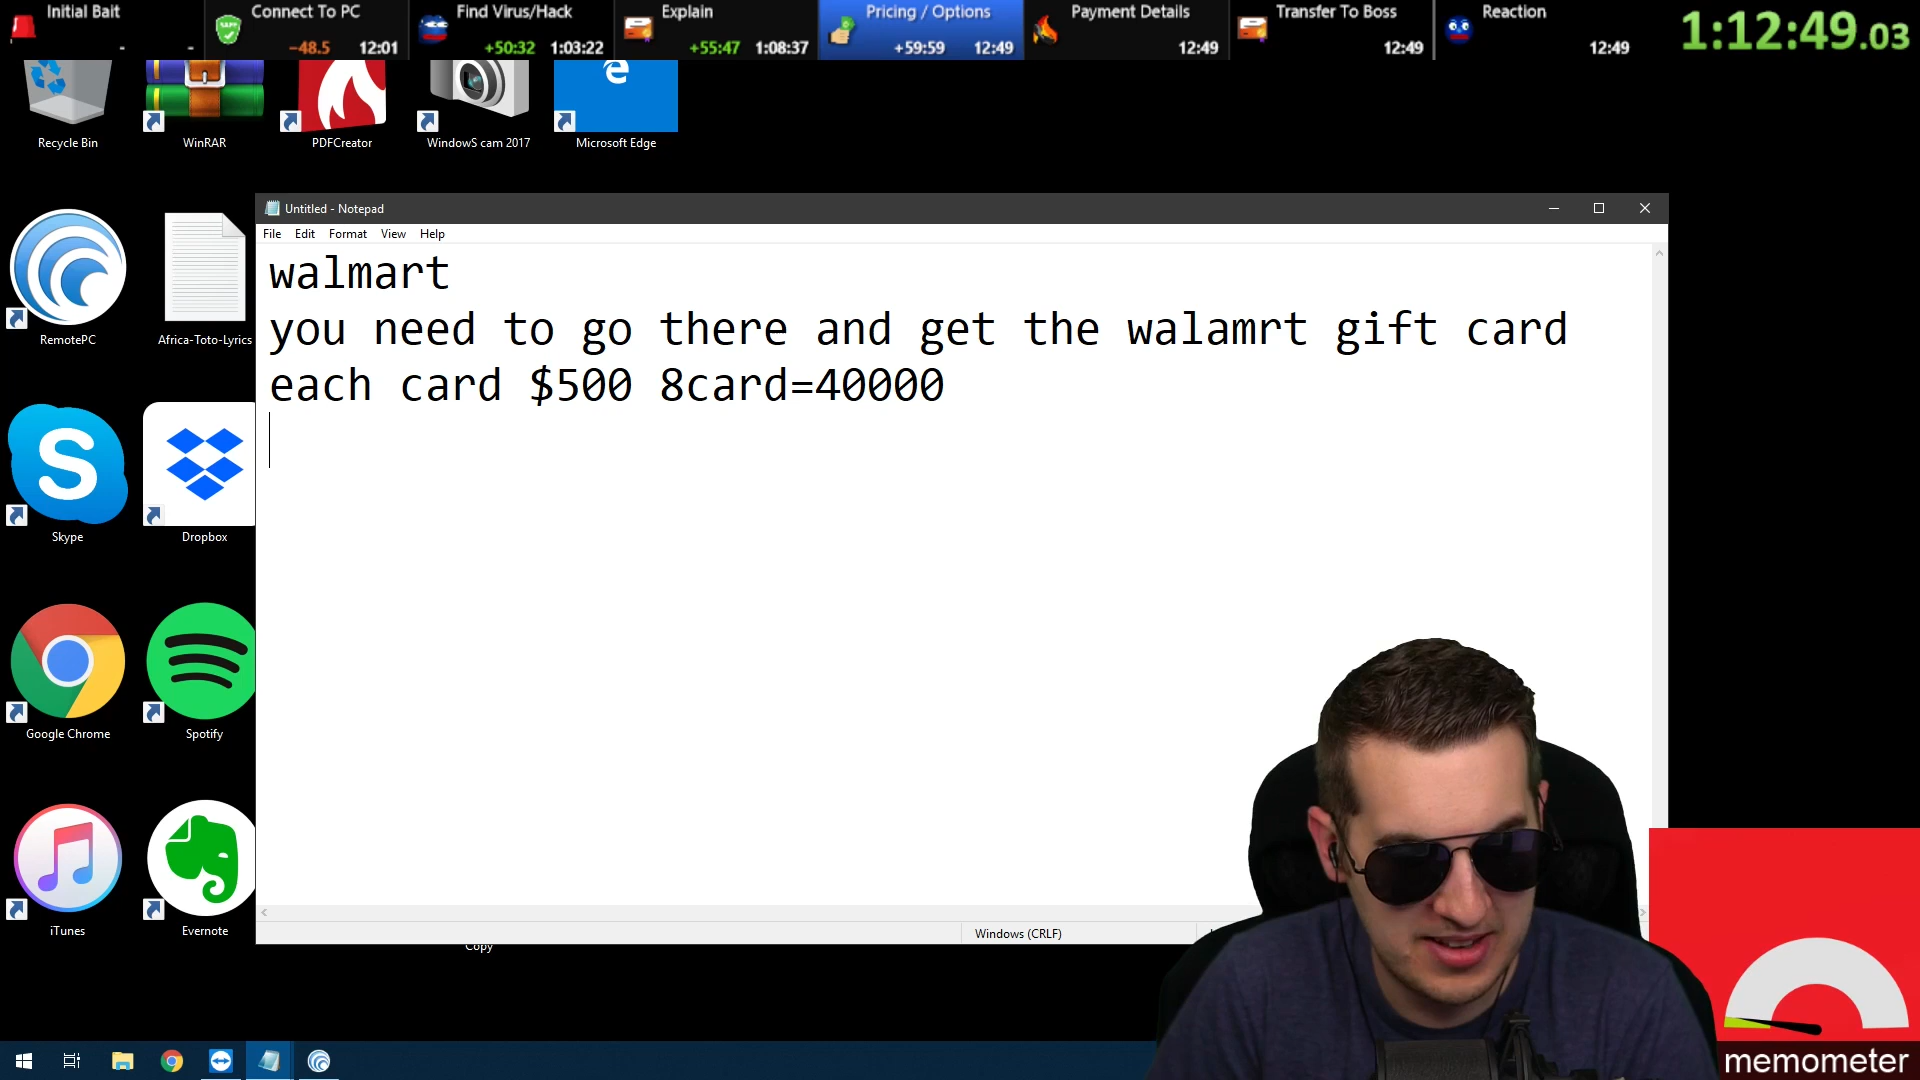 Initial Bait
- -
Connect To PC
-48.5 12:01
Find Virus/Hack
+50:32 1:03:22
Explain
+55:47 1:08:37
Pricing / Options
+59:59 12:49
Payment Details
12:49
Transfer To Boss
12:49
Reaction
12:49
1:12:49.03
Recycle Bin
WinRAR
PDFCreator
WindowS cam 2017
Microsoft Edge
RemotePC
Africa-Toto-Lyrics
Skype
Dropbox
Google Chrome
Spotify
iTunes
Evernote
Copy
Untitled - Notepad
File Edit Format View Help
walmart
you need to go there and get the walamrt gift card
each card $500 8card=40000
Windows (CRLF)
memometer